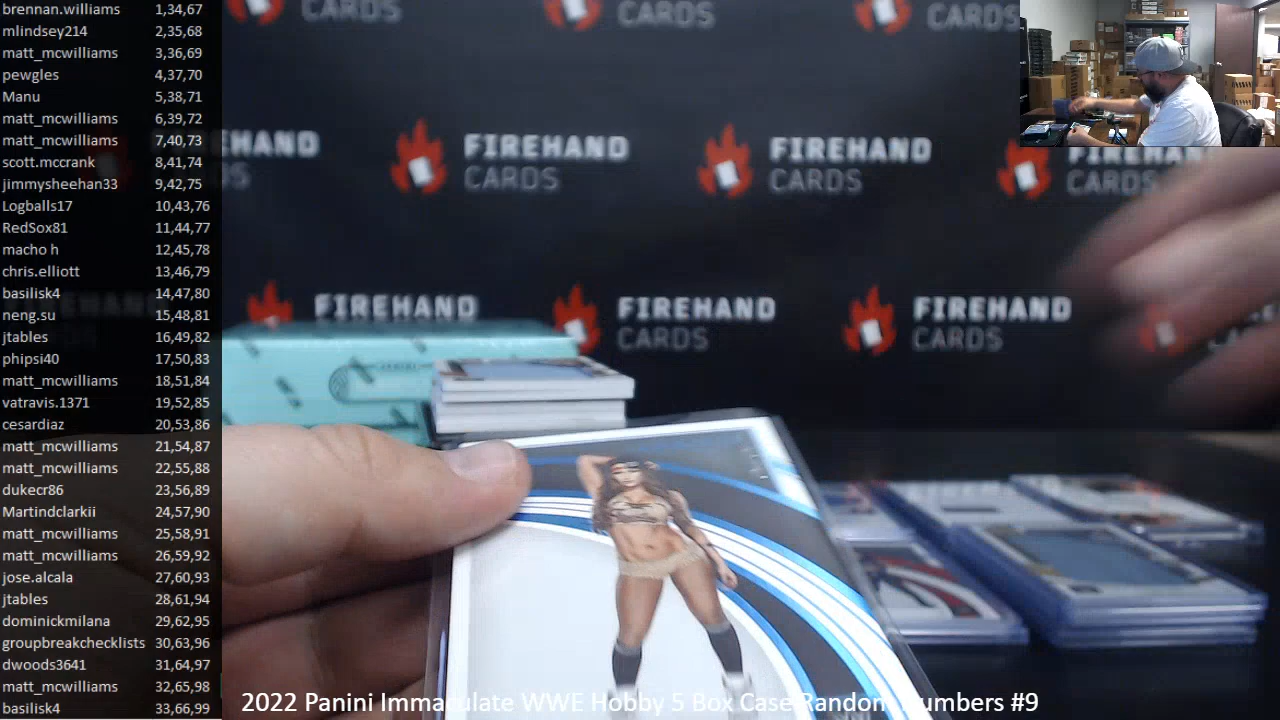 brennan.williams 1,34,67
mlindsey214 2,35,68
matt_mcwilliams 3,36,69
pewgles 4,37,70
Manu 5,38,71
matt_mcwilliams 6,39,72
matt_mcwilliams 7,40,73
scott.mccrank 8,41,74
jimmysheehan33 9,42,75
Logballs17 10,43,76
RedSox81 11,44,77
macho h 12,45,78
chris.elliott 13,46,79
basilisk4 14,47,80
neng.su 15,48,81
jtables 16,49,82
phipsi40 17,50,83
matt_mcwilliams 18,51,84
vatravis.1371 19,52,85
cesardiaz 20,53,86
matt_mcwilliams 21,54,87
matt_mcwilliams 22,55,88
dukecr86 23,56,89
Martindclarkii 24,57,90
matt_mcwilliams 25,58,91
matt_mcwilliams 26,59,92
jose.alcala 27,60,93
jtables 28,61,94
dominickmilana 29,62,95
groupbreakchecklists 30,63,96
dwoods3641 31,64,97
matt_mcwilliams 32,65,98
basilisk4 33,66,99
CARDS
CARDS
CARDS
FIREHAND
CARDS
FIREHAND
CARDS
FIREHAND
CARDS
FIREHAND
FIREHAND
CARDS
FIREHAND
CARDS
2022 Panini Immaculate WWE Hobby 5 Box Case Random Numbers #9